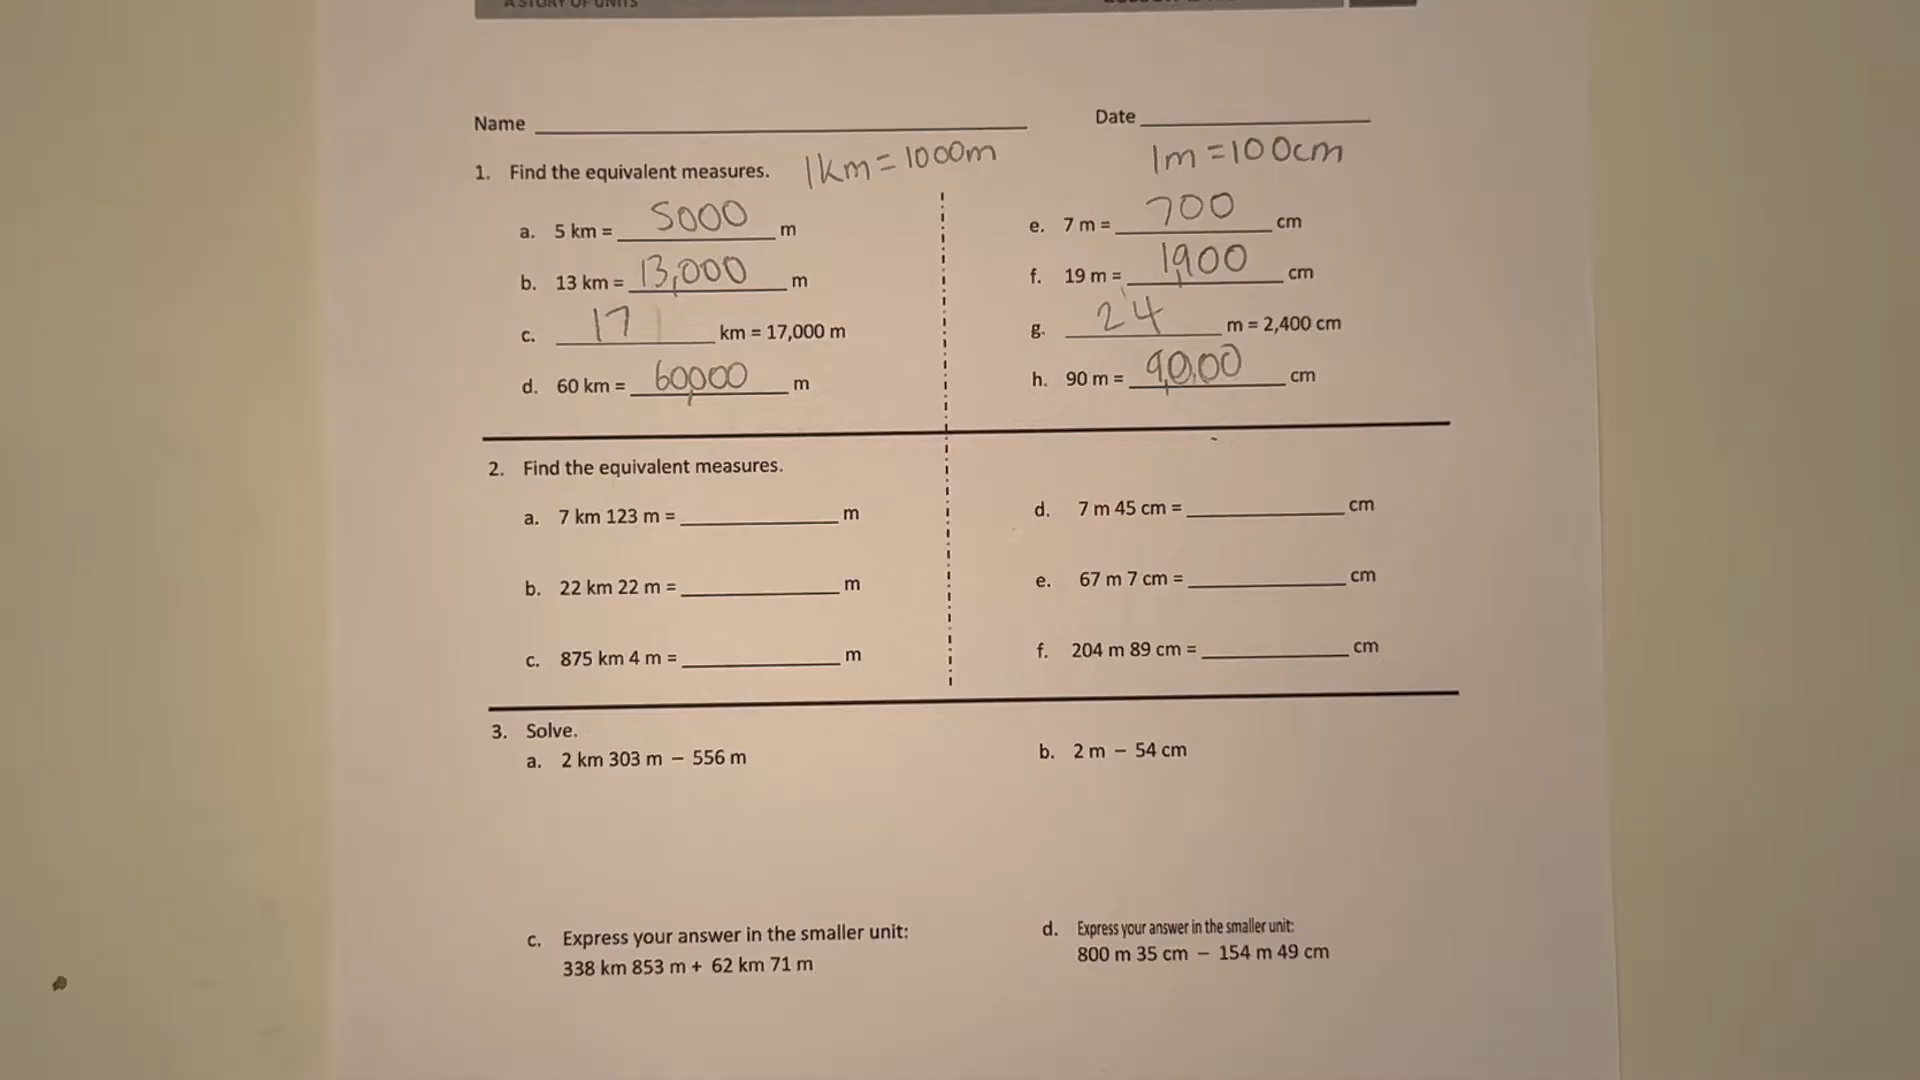 A STORY OF UNITS
Name Date
1. Find the equivalent measures. 1km = 1000m
1m = 100cm
a. 5 km = 5000 m
b. 13 km = 13,000 m
c. 17 km = 17,000 m
d. 60 km = 60,000 m
e. 7 m = 700 cm
f. 19 m = 1,900 cm
g. 24 m = 2,400 cm
h. 90 m = 9,000 cm
2. Find the equivalent measures.
a. 7 km 123 m = m
b. 22 km 22 m = m
c. 875 km 4 m = m
d. 7 m 45 cm = cm
e. 67 m 7 cm = cm
f. 204 m 89 cm = cm
3. Solve.
a. 2 km 303 m − 556 m
b. 2 m − 54 cm
c. Express your answer in the smaller unit:
338 km 853 m + 62 km 71 m
d. Express your answer in the smaller unit:
800 m 35 cm − 154 m 49 cm